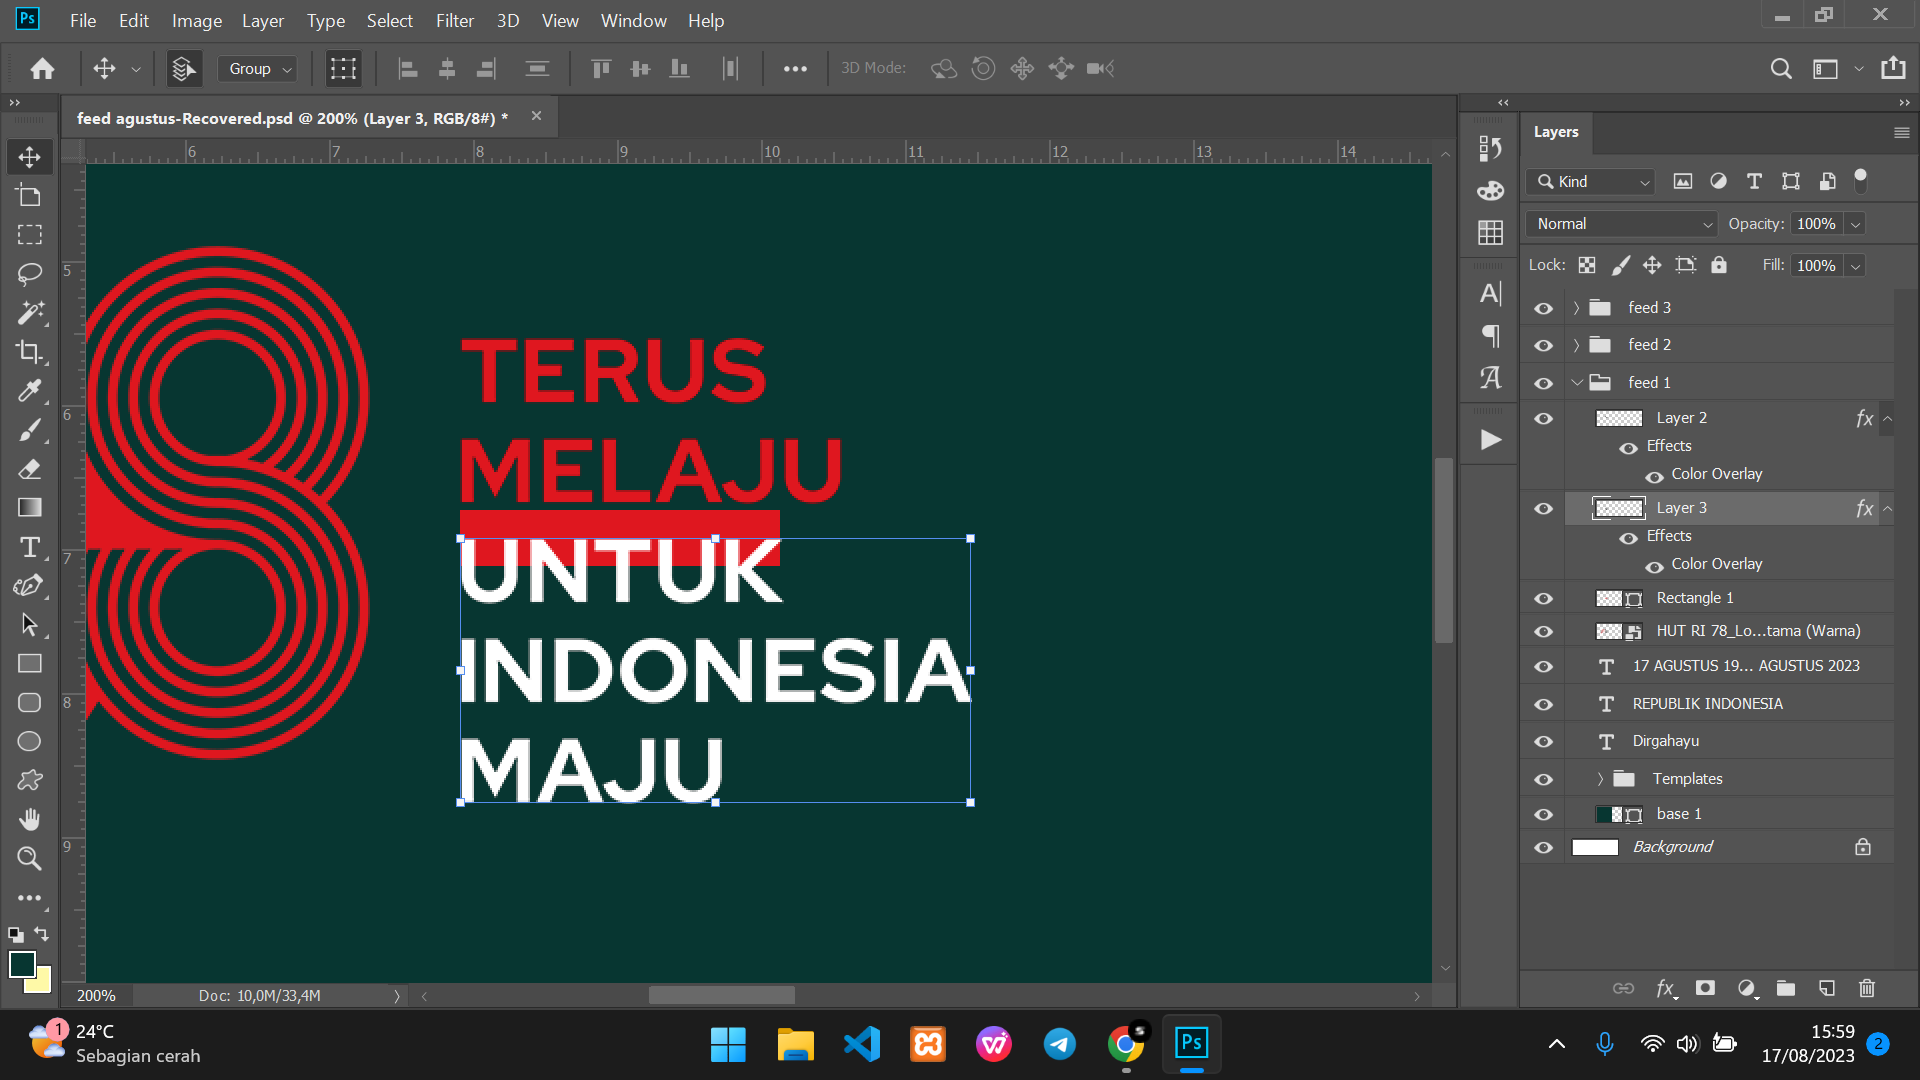 Ps File Edit Image Layer Type Select Filter 3D View Window Help
Group 3D Mode:
feed agustus-Recovered.psd @ 200% (Layer 3, RGB/8#) *
6 7 8 9 10 11 12 13 14
5
6
7
8
9
TERUS
MELAJU
UNTUK
INDONESIA
MAJU
Layers
Kind
Normal Opacity: 100%
Lock: Fill: 100%
feed 3
feed 2
feed 1
Layer 2 fx
Effects
Color Overlay
Layer 3 fx
Effects
Color Overlay
Rectangle 1
HUT RI 78_Lo...tama (Warna)
17 AGUSTUS 19... AGUSTUS 2023
REPUBLIK INDONESIA
Dirgahayu
Templates
base 1
Background
200% Doc: 10,0M/33,4M
1 24°C
Sebagian cerah
Ps
15:59
17/08/2023
2